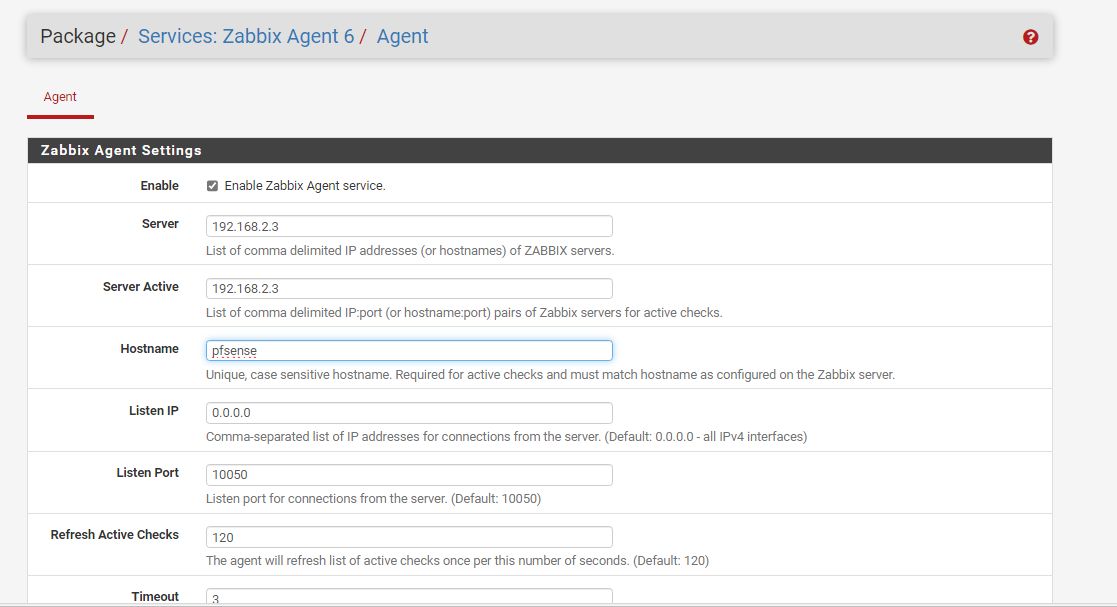 Package / Services: Zabbix Agent 6 / Agent
Agent
Zabbix Agent Settings
Enable Enable Zabbix Agent service.
Server 192.168.2.3
List of comma delimited IP addresses (or hostnames) of ZABBIX servers.
Server Active 192.168.2.3
List of comma delimited IP:port (or hostname:port) pairs of Zabbix servers for active checks.
Hostname pfsense
Unique, case sensitive hostname. Required for active checks and must match hostname as configured on the Zabbix server.
Listen IP 0.0.0.0
Comma-separated list of IP addresses for connections from the server. (Default: 0.0.0.0 - all IPv4 interfaces)
Listen Port 10050
Listen port for connections from the server. (Default: 10050)
Refresh Active Checks 120
The agent will refresh list of active checks once per this number of seconds. (Default: 120)
Timeout 3